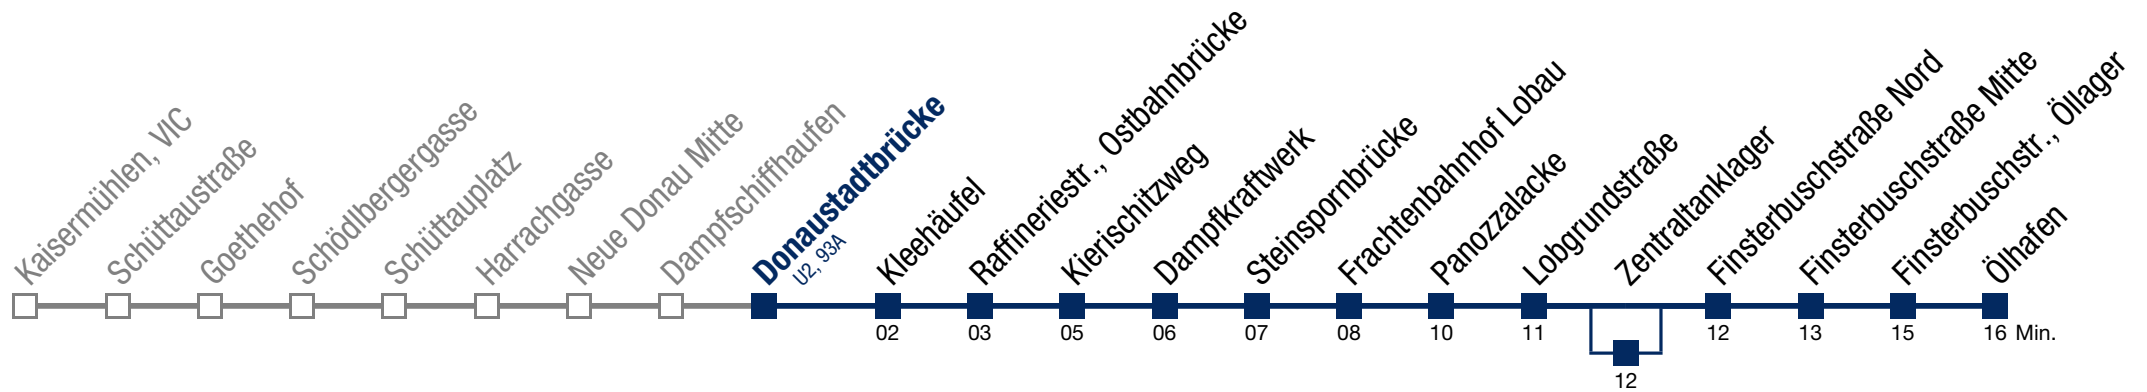 Kaisermühlen, VIC
Schüttaustraße
Goethehof
Schödlbergergasse
Schüttauplatz
Harrachgasse
Neue Donau Mitte
Dampfschiffhaufen
Donaustadtbrücke
U2, 93A
Kleehäufel
Raffineriestr., Ostbahnbrücke
Kierischitzweg
Dampfkraftwerk
Steinspornbrücke
Frachtenbahnhof Lobau
Panozzalacke
Lobgrundstraße
Zentraltanklager
Finsterbuschstraße Nord
Finsterbuschstraße Mitte
Finsterbuschstr., Öllager
Ölhafen
02 03 05 06 07 08 10 11 12 13 15 16 Min.
12